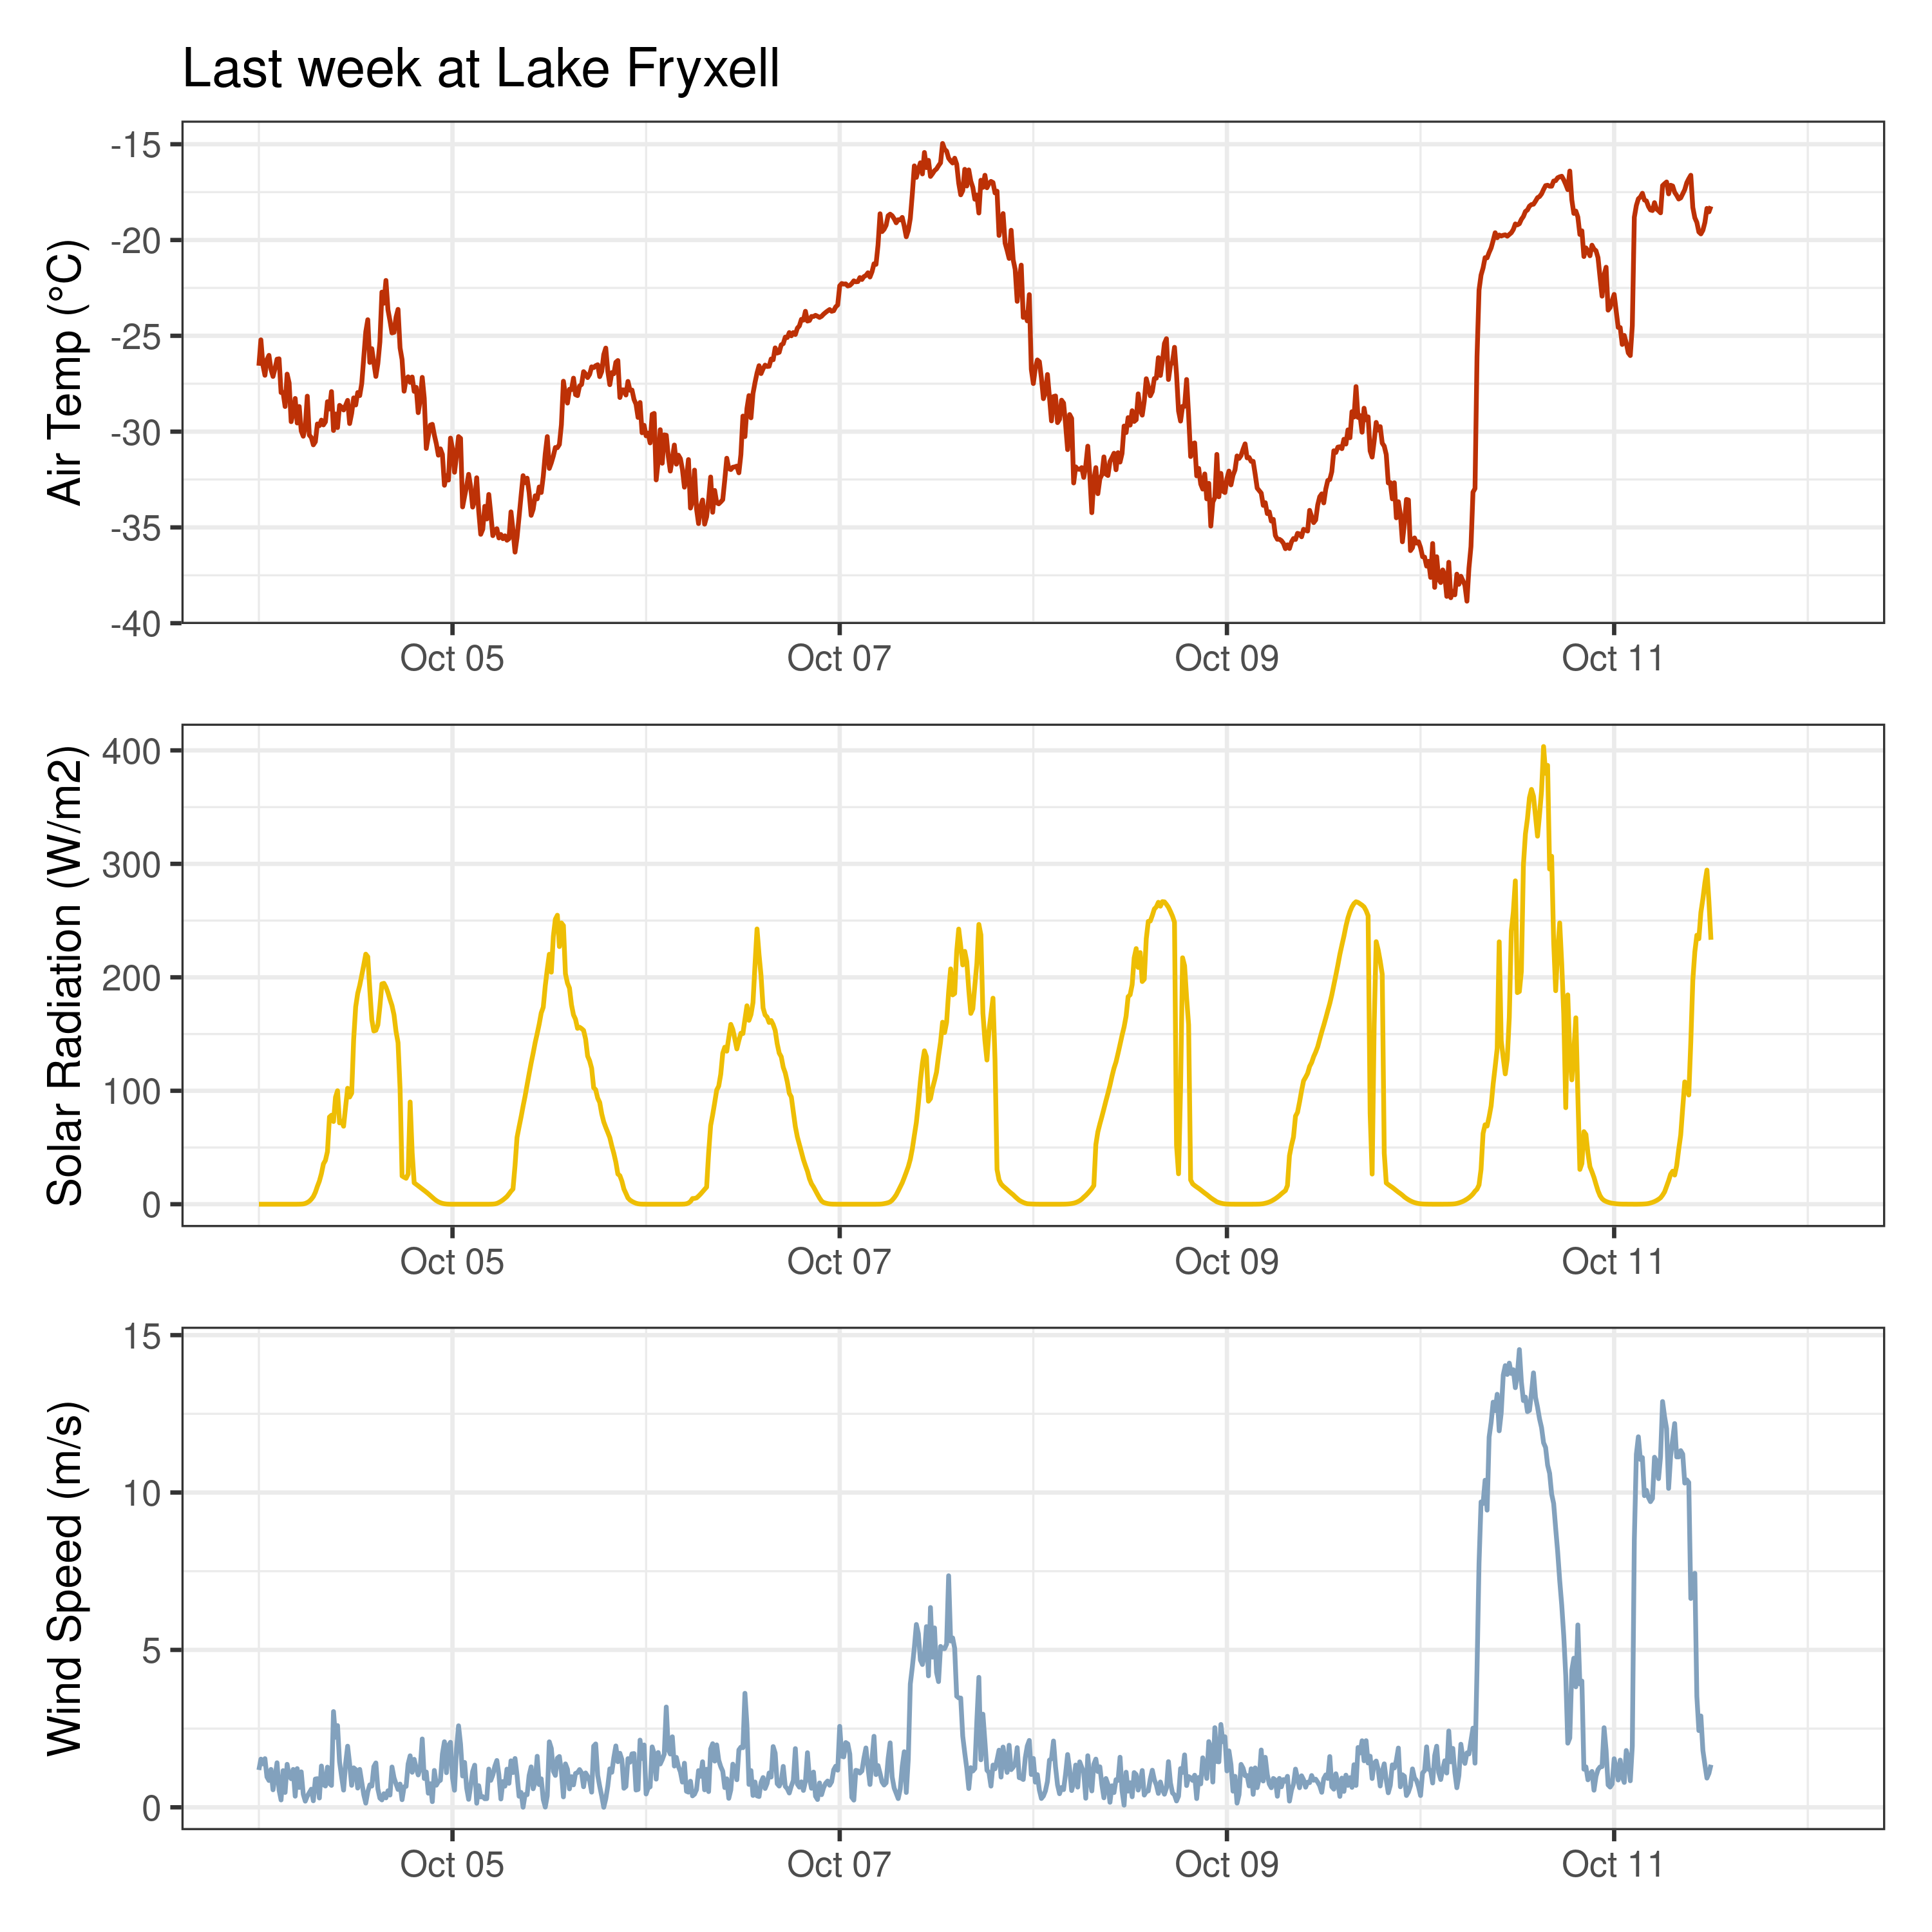 Last week at Lake Fryxell
Air Temp (°C)
-15
-20
-25
-30
-35
-40
Oct 05 Oct 07 Oct 09 Oct 11
Solar Radiation (W/m2)
400
300
200
100
0
Oct 05 Oct 07 Oct 09 Oct 11
Wind Speed (m/s)
15
10
5
0
Oct 05 Oct 07 Oct 09 Oct 11